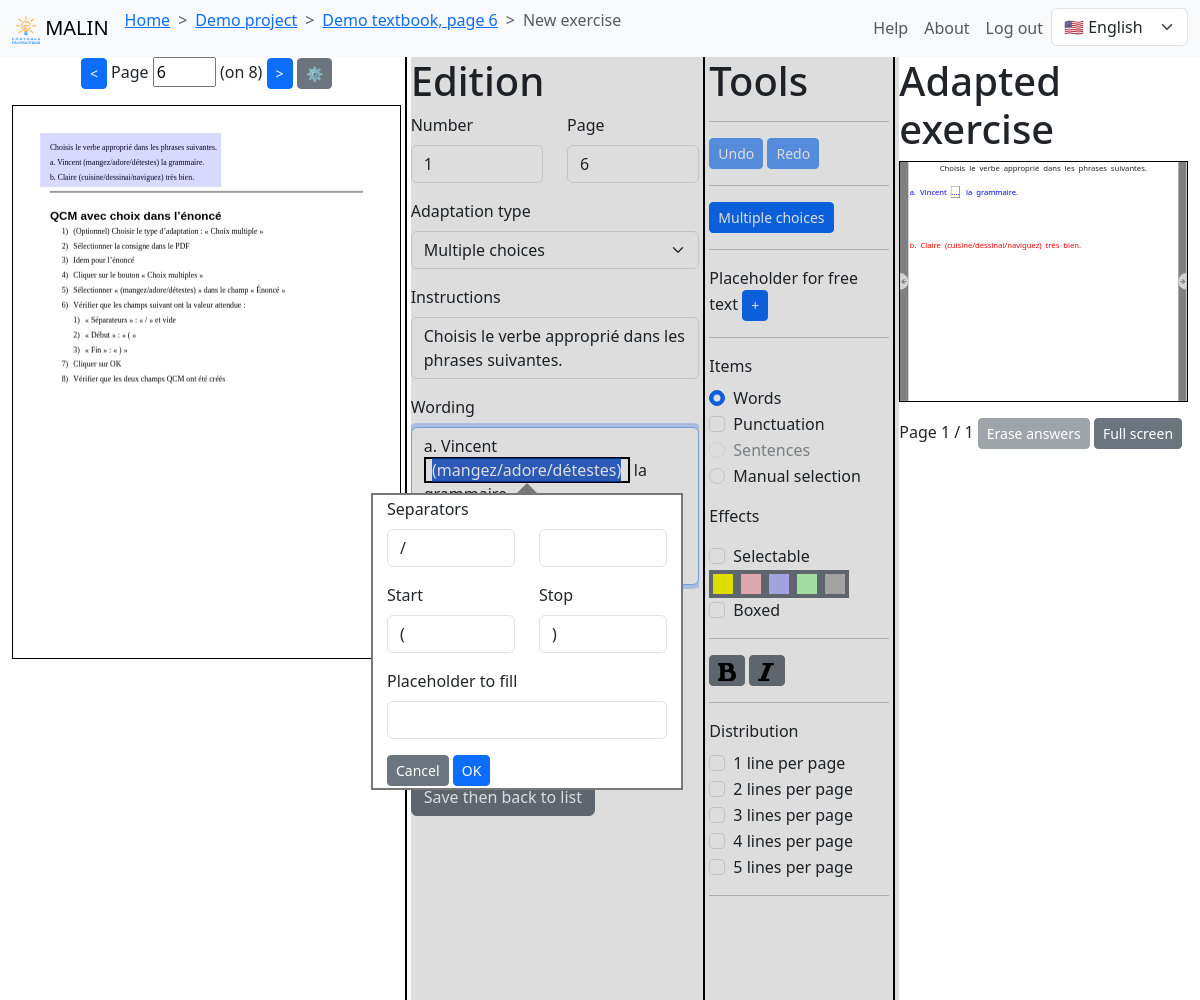 MALIN
Home > Demo project > Demo textbook, page 6 > New exercise
Help About Log out 🇺🇸 English
< Page 6 (on 8) > ⚙️
Choisis le verbe approprié dans les phrases suivantes.
a. Vincent (mangez/adore/détestes) la grammaire.
b. Claire (cuisine/dessinai/naviguez) très bien.
QCM avec choix dans l’énoncé
1) (Optionnel) Choisir le type d’adaptation : « Choix multiple »
2) Sélectionner la consigne dans le PDF
3) Idem pour l’énoncé
4) Cliquer sur le bouton « Choix multiples »
5) Sélectionner « (mangez/adore/détestes) » dans le champ « Énoncé »
6) Vérifier que les champs suivant ont la valeur attendue :
1) « Séparateurs » : « / » et vide
2) « Début » : « ( »
3) « Fin » : « ) »
7) Cliquer sur OK
8) Vérifier que les deux champs QCM ont été créés
Edition
Number Page
1 6
Adaptation type
Multiple choices
Instructions
Choisis le verbe approprié dans les
phrases suivantes.
Wording
a. Vincent
(mangez/adore/détestes) la
grammaire.
Separators
/
Start Stop
( )
Placeholder to fill
Cancel OK
Save then back to list
Tools
Undo Redo
Multiple choices
Placeholder for free
text +
Items
Words
Punctuation
Sentences
Manual selection
Effects
Selectable
Boxed
B I
Distribution
1 line per page
2 lines per page
3 lines per page
4 lines per page
5 lines per page
Adapted
exercise
Choisis le verbe approprié dans les phrases suivantes.
a. Vincent .... la grammaire.
b. Claire (cuisine/dessinai/naviguez) très bien.
Page 1 / 1 Erase answers Full screen